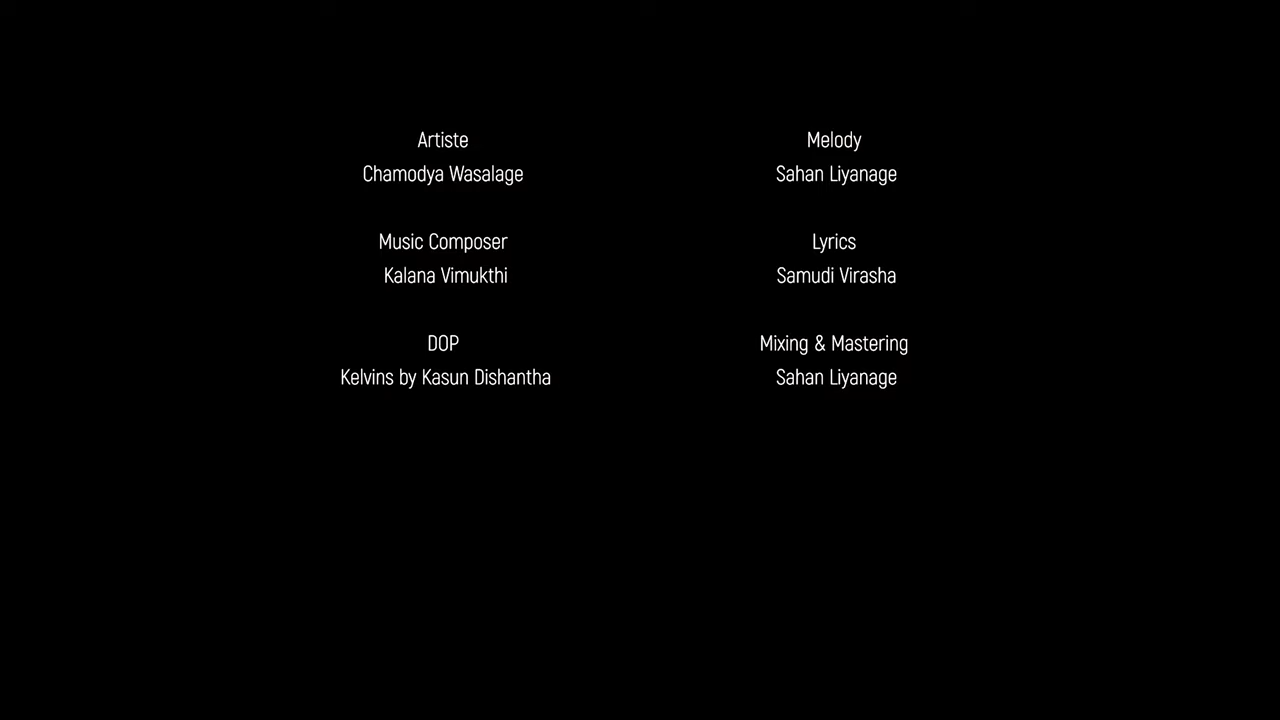 Artiste
Chamodya Wasalage
Melody
Sahan Liyanage
Music Composer
Kalana Vimukthi
Lyrics
Samudi Virasha
DOP
Kelvins by Kasun Dishantha
Mixing & Mastering
Sahan Liyanage